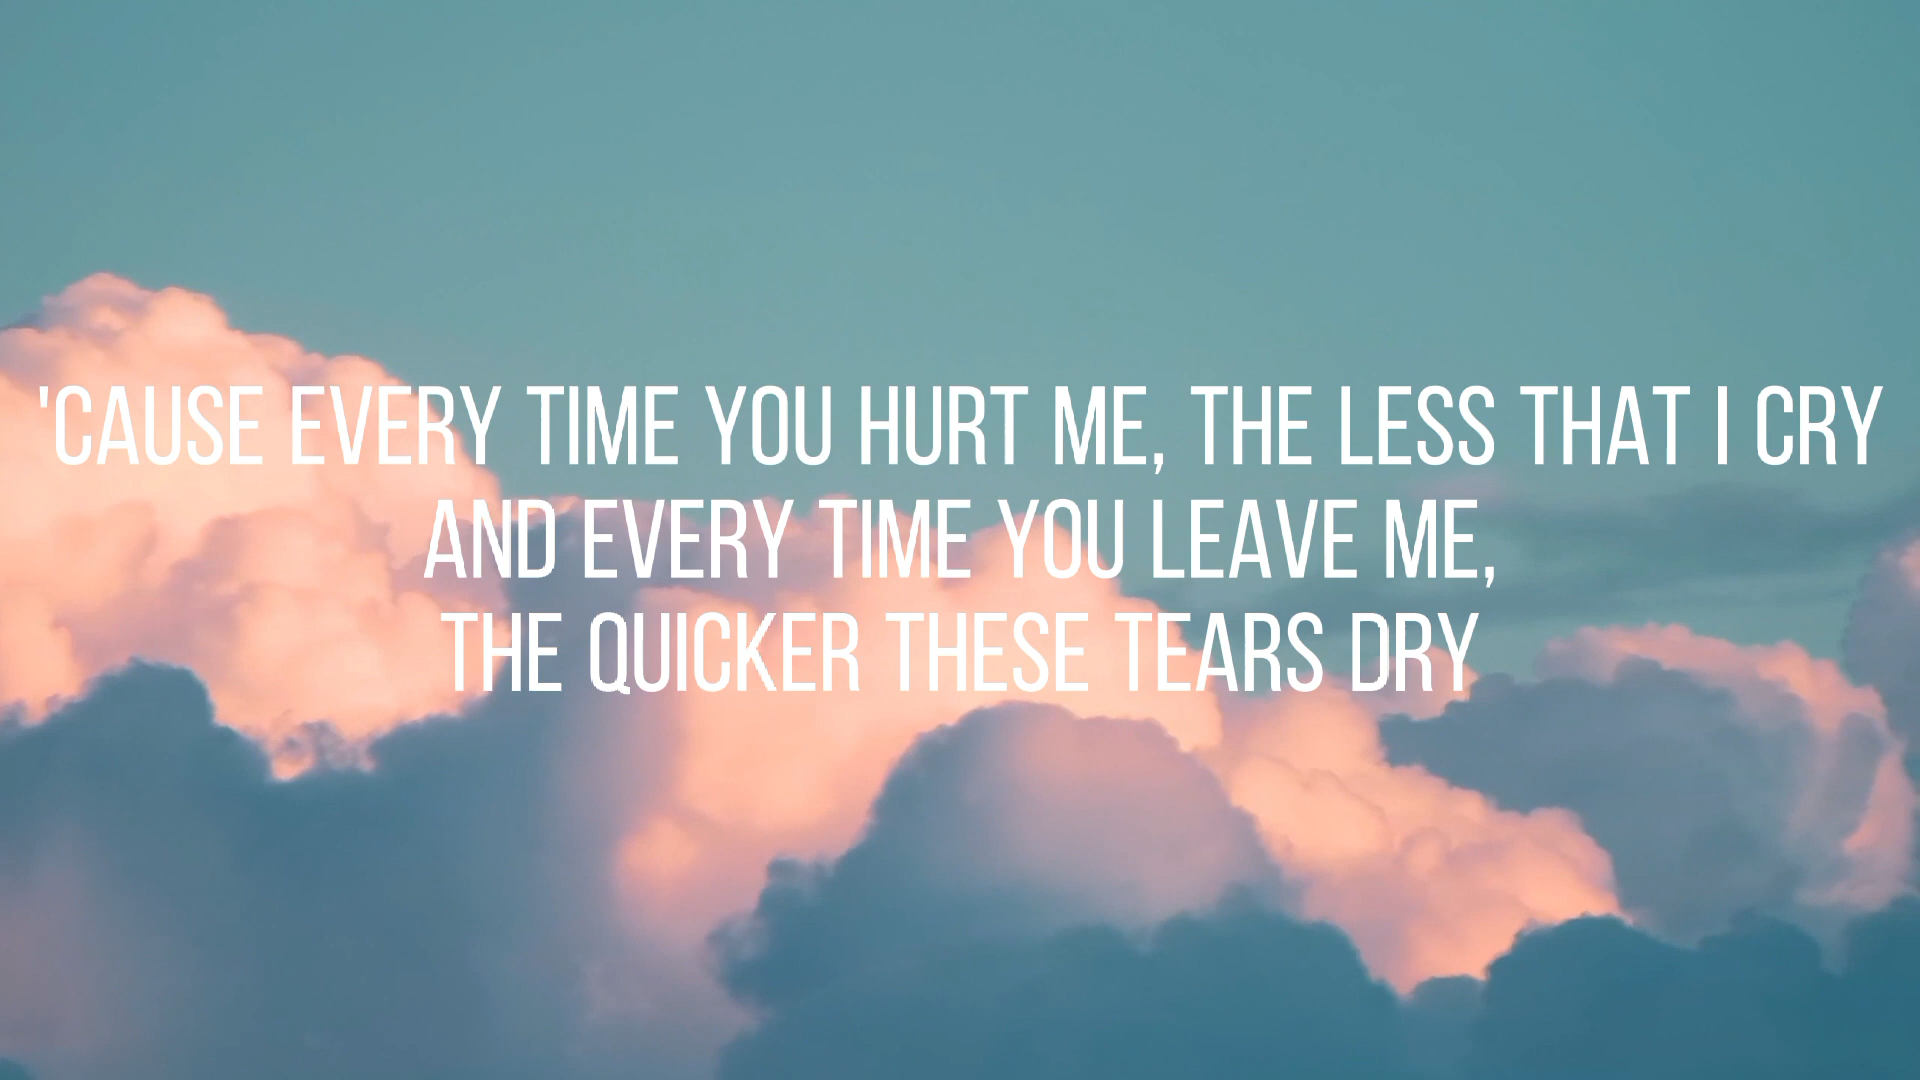 'CAUSE EVERY TIME YOU HURT ME, THE LESS THAT I CRY
AND EVERY TIME YOU LEAVE ME,
THE QUICKER THESE TEARS DRY